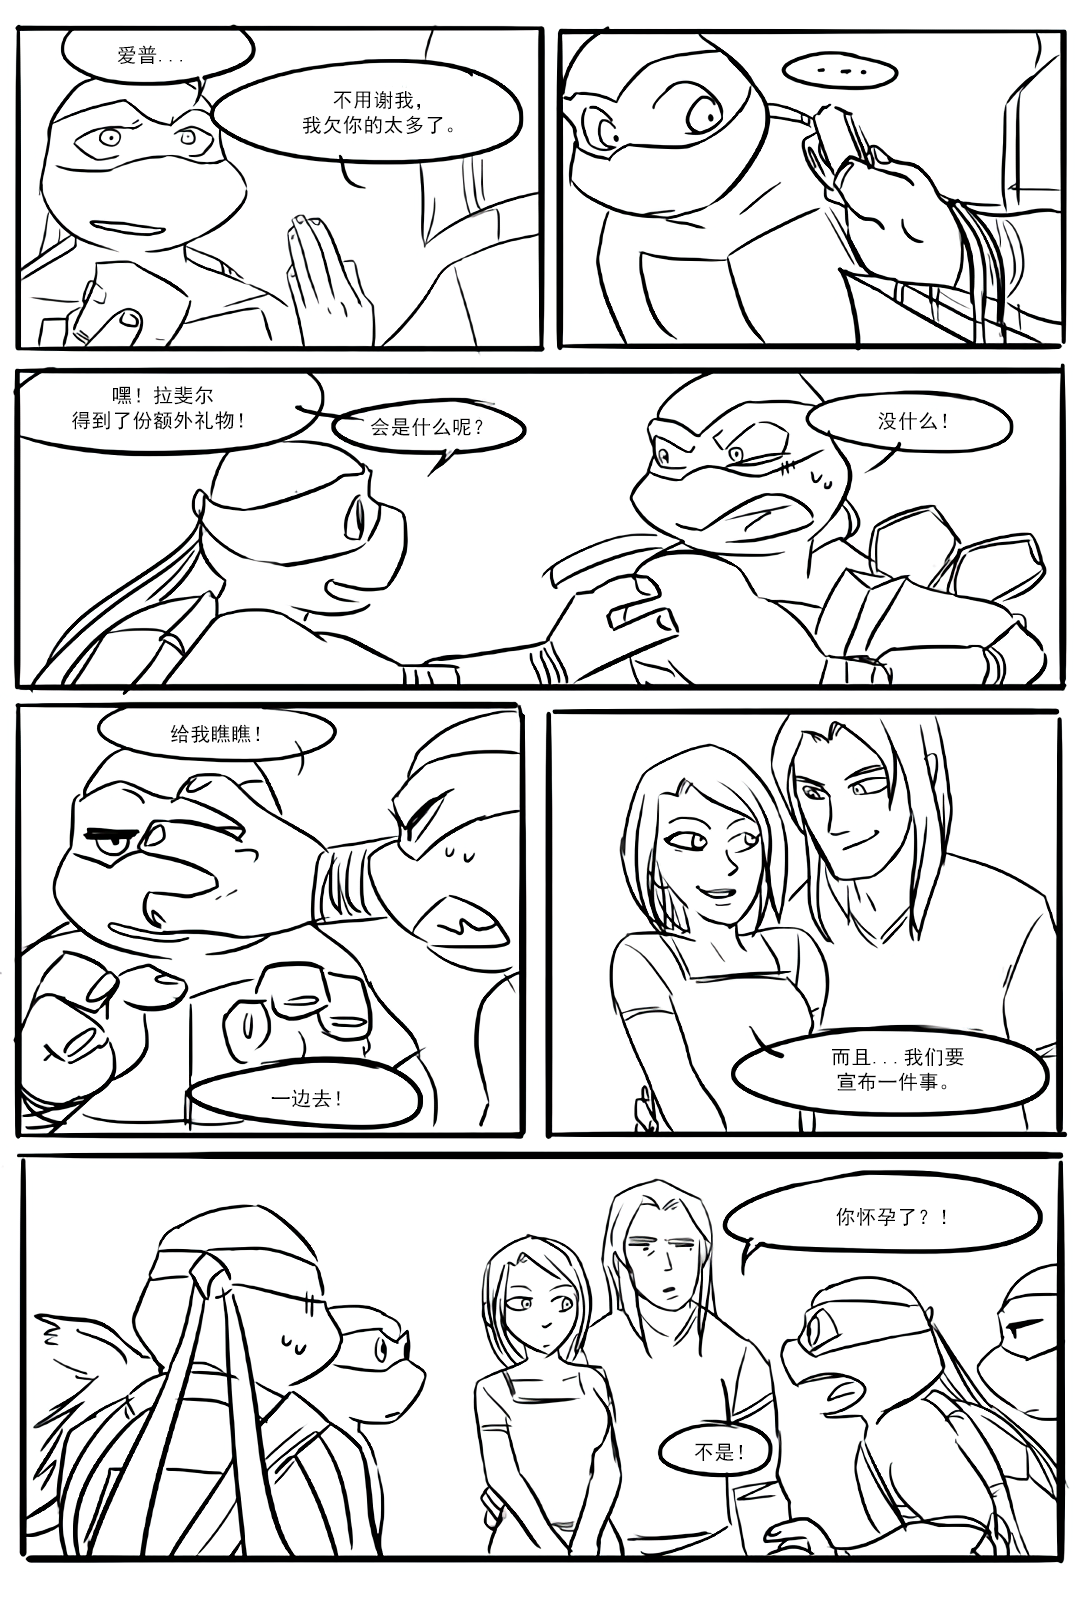 爱普...
不用谢我，
我欠你的太多了。
...
嘿！拉斐尔
得到了份额外礼物！
会是什么呢？
没什么！
给我瞧瞧！
一边去！
而且...我们要
宣布一件事。
你怀孕了？！
不是！